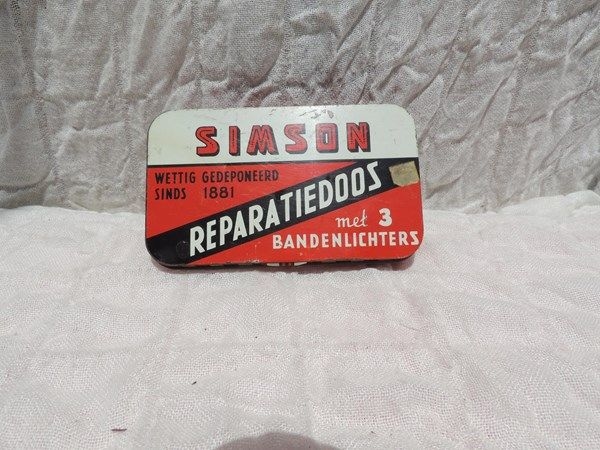 SIMSON
WETTIG GEDEPONEERD
SINDS 1881
REPARATIEDOOS
met 3
BANDENLICHTERS